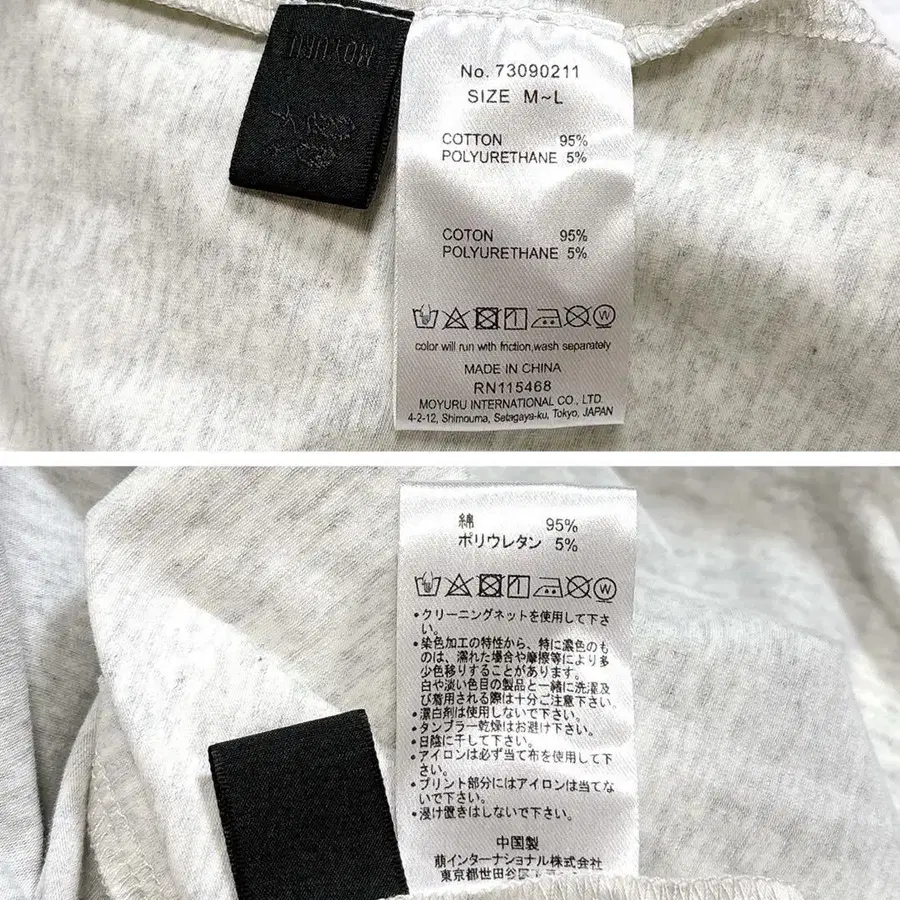 MOYURU
No. 73090211
SIZE M~L
COTTON 95%
POLYURETHANE 5%
COTON 95%
POLYURETHANE 5%
W
color will run with friction,wash separately
MADE IN CHINA
RN115468
MOYURU INTERNATIONAL CO., LTD.
4-2-12, Shimouma, Setagaya-ku, Tokyo, JAPAN
綿 95%
ポリウレタン 5%
W
•クリーニングネットを使用して下さ
い。
•染色加工の特性から、特に濃色のも
のは、濡れた場合や摩擦等により多
少色移りすることがあります。
白や淡い色目の製品と一緒に洗濯及
び着用される際は十分ご注意下さい。
•漂白剤は使用しないで下さい。
•タンブラー乾燥はお避け下さい。
•日陰に干して下さい。
•アイロンは必ず当て布を使用して下
さい。
•プリント部分にはアイロンは当てな
いで下さい。
•浸け置きはしないで下さい。
中国製
萠インターナショナル株式会社
東京都世田谷区